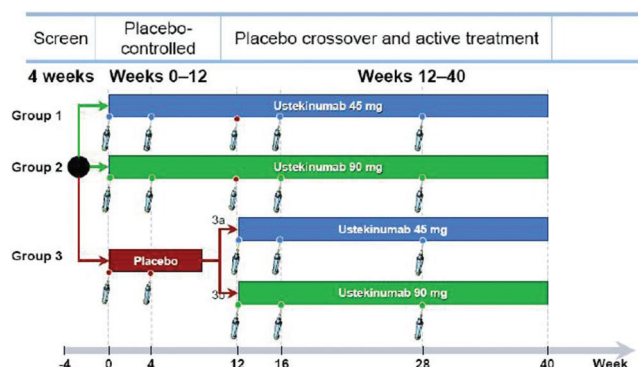 Screen
Placebo-
controlled
Placebo crossover and active treatment
4 weeks
Weeks 0–12
Weeks 12–40
Group 1
Ustekinumab 45 mg
Group 2
Ustekinumab 90 mg
3a
Ustekinumab 45 mg
Group 3
Placebo
3b
Ustekinumab 90 mg
-4 0 4 12 16 28 40 Week